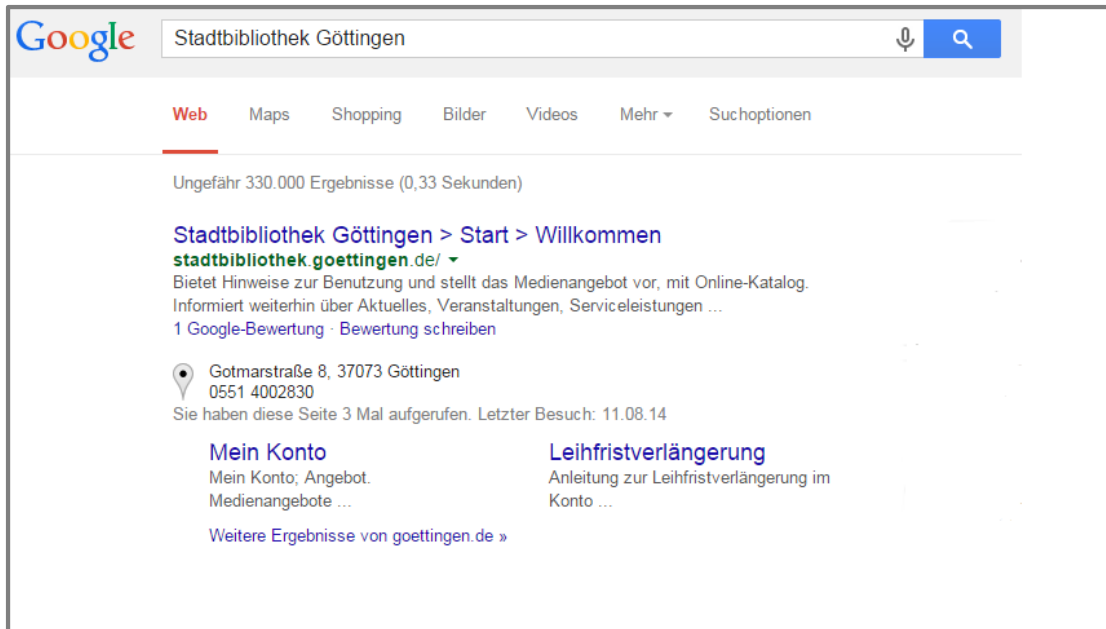 Google
Stadtbibliothek Göttingen
Web Maps Shopping Bilder Videos Mehr Suchoptionen
Ungefähr 330.000 Ergebnisse (0,33 Sekunden)
Stadtbibliothek Göttingen > Start > Willkommen
stadtbibliothek.goettingen.de/
Bietet Hinweise zur Benutzung und stellt das Medienangebot vor, mit Online-Katalog.
Informiert weiterhin über Aktuelles, Veranstaltungen, Serviceleistungen ...
1 Google-Bewertung · Bewertung schreiben
Gotmarstraße 8, 37073 Göttingen
0551 4002830
Sie haben diese Seite 3 Mal aufgerufen. Letzter Besuch: 11.08.14
Mein Konto
Mein Konto; Angebot.
Medienangebote ...
Leihfristverlängerung
Anleitung zur Leihfristverlängerung im
Konto ...
Weitere Ergebnisse von goettingen.de »